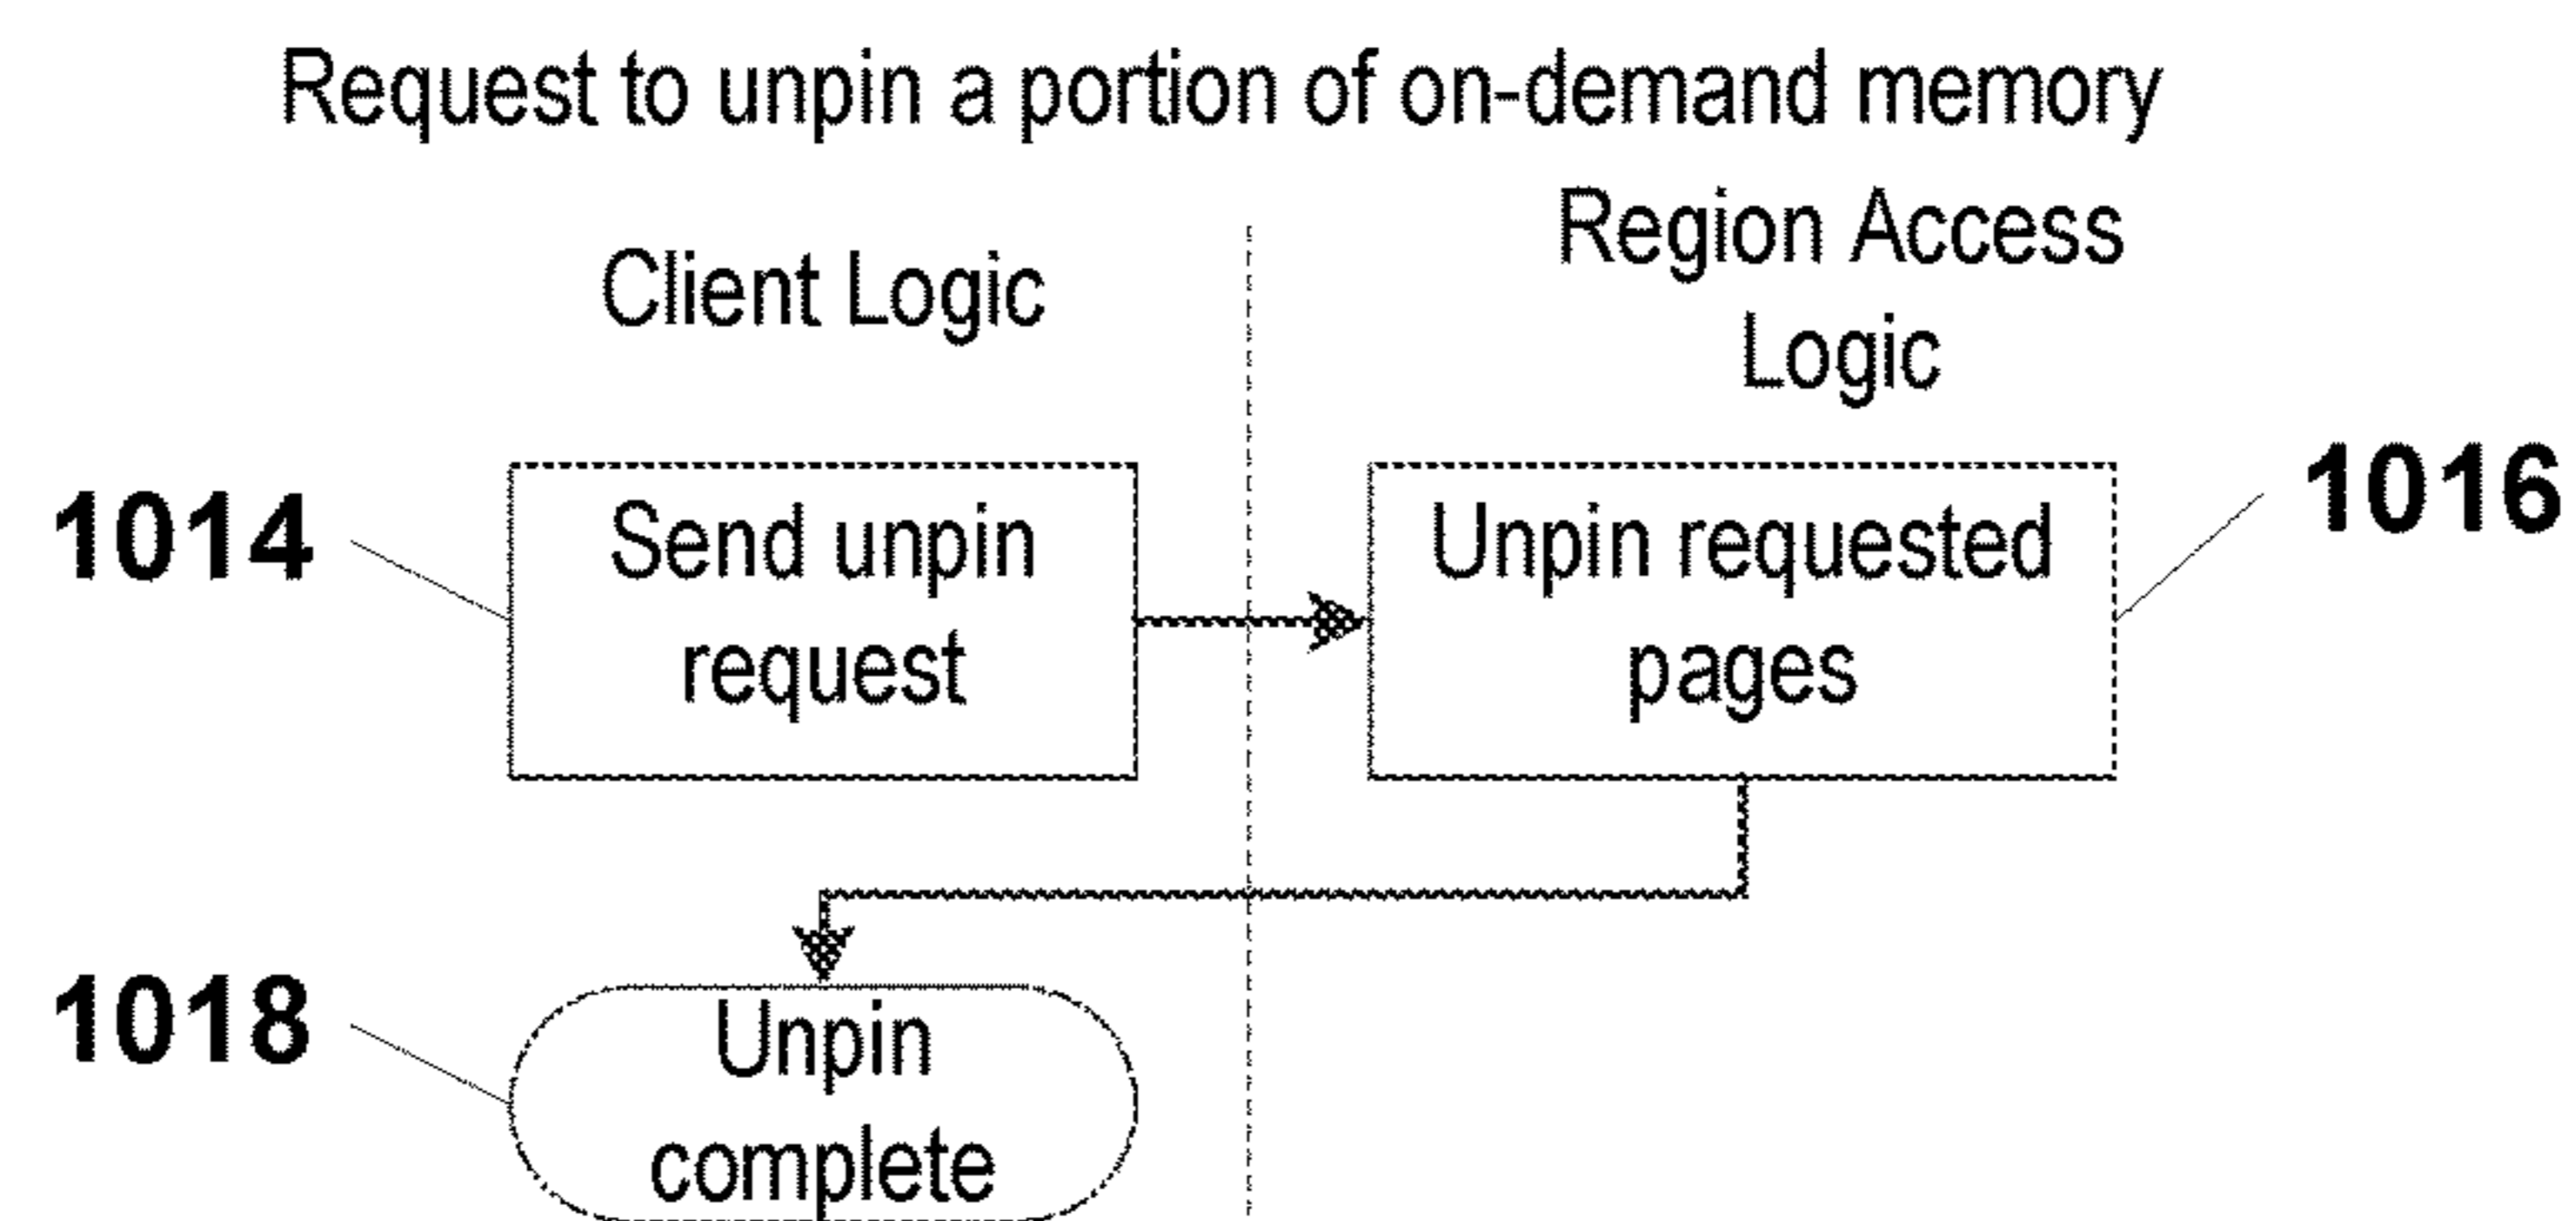 Request to unpin a portion of on-demand memory
Client Logic
Region Access
Logic
1014
Send unpin
request
Unpin requested
pages
1016
1018
Unpin
complete